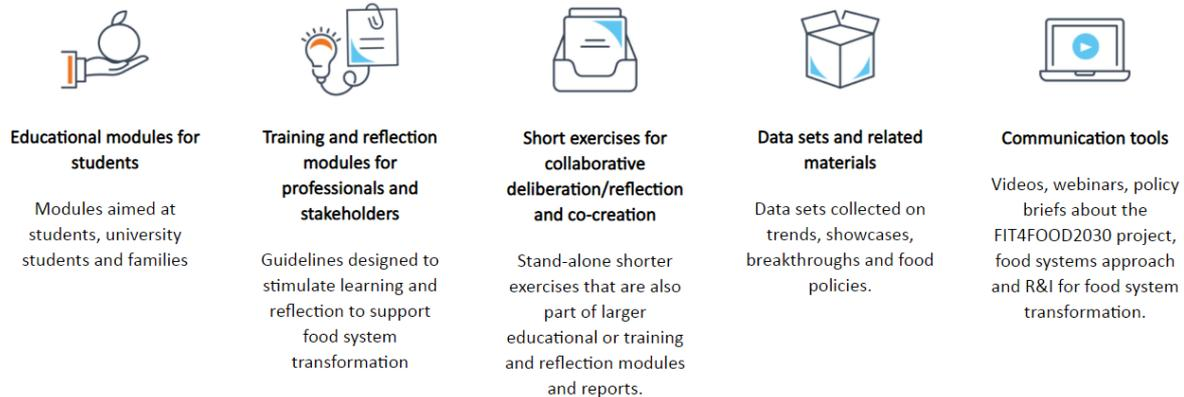 Educational modules for
students
Modules aimed at
students, university
students and families
Training and reflection
modules for
professionals and
stakeholders
Guidelines designed to
stimulate learning and
reflection to support
food system
transformation
Short exercises for
collaborative
deliberation/reflection
and co-creation
Stand-alone shorter
exercises that are also
part of larger
educational or training
and reflection modules
and reports.
Data sets and related
materials
Data sets collected on
trends, showcases,
breakthroughs and food
policies.
Communication tools
Videos, webinars, policy
briefs about the
FIT4FOOD2030 project,
food systems approach
and R&I for food system
transformation.